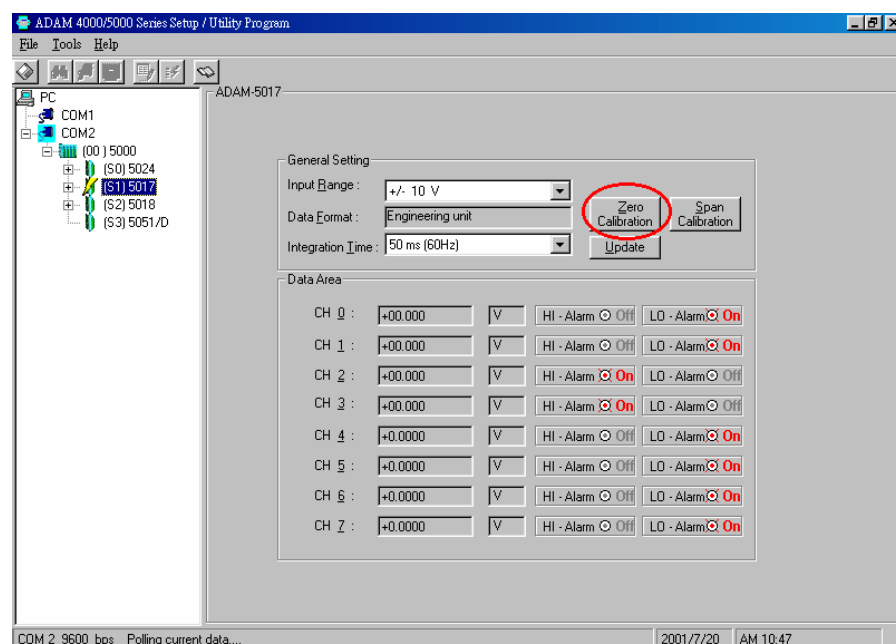 ADAM 4000/5000 Series Setup / Utility Program
File Tools Help
PC
COM1
COM2
(00 ) 5000
(S0) 5024
(S1) 5017
(S2) 5018
(S3) 5051/D
ADAM-5017
General Setting
Input Range : +/- 10 V
Data Format : Engineering unit
Integration Time : 50 ms (60Hz)
Zero Calibration
Span Calibration
Update
Data Area
CH 0 : +00.000 V HI - Alarm Off LO - Alarm On
CH 1 : +00.000 V HI - Alarm Off LO - Alarm On
CH 2 : +00.000 V HI - Alarm On LO - Alarm Off
CH 3 : +00.000 V HI - Alarm On LO - Alarm Off
CH 4 : +0.0000 V HI - Alarm Off LO - Alarm On
CH 5 : +0.0000 V HI - Alarm Off LO - Alarm On
CH 6 : +0.0000 V HI - Alarm Off LO - Alarm On
CH 7 : +0.0000 V HI - Alarm Off LO - Alarm On
COM 2 9600 bps Polling current data.... 2001/7/20 AM 10:47